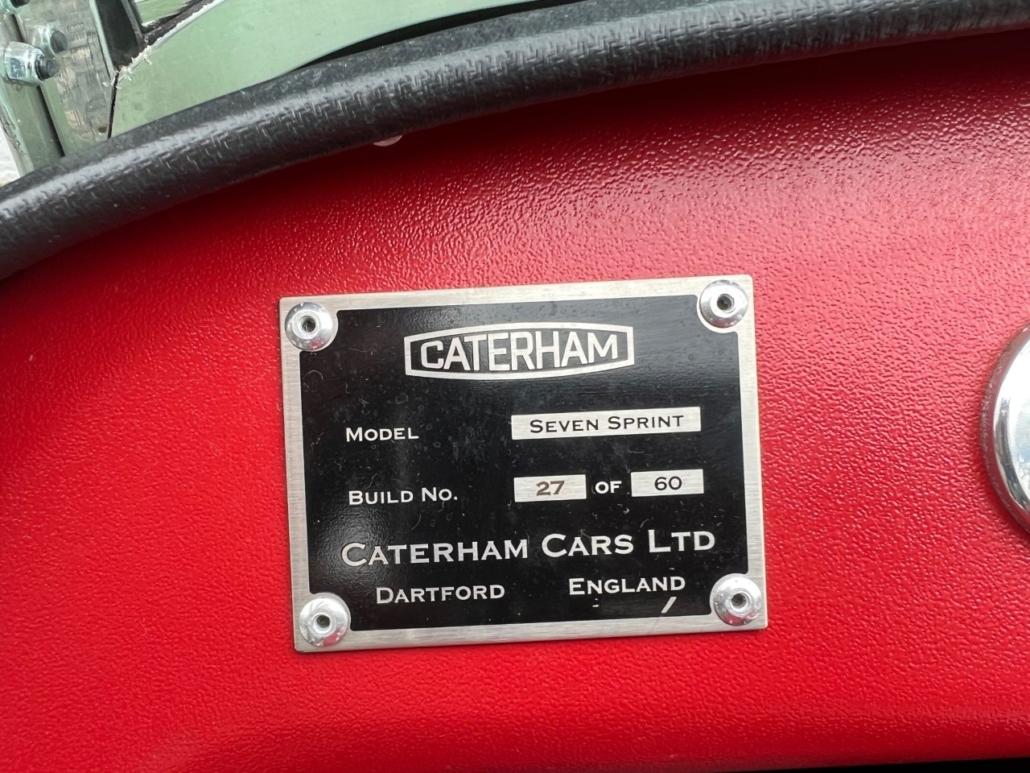 CATERHAM
MODEL SEVEN SPRINT
BUILD NO. 27 OF 60
CATERHAM CARS LTD
DARTFORD ENGLAND